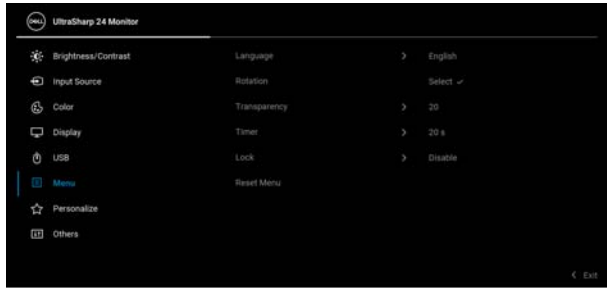 DELL UltraSharp 24 Monitor
Brightness/Contrast Language > English
Input Source Rotation Select ✓
Color Transparency > 20
Display Timer > 20 s
USB Lock > Disable
Menu Reset Menu
Personalize
Others
< Exit